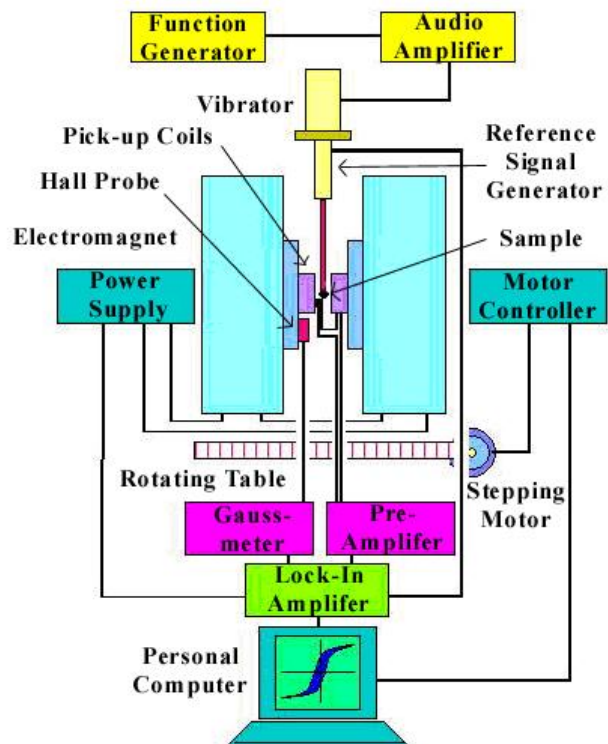 Function
Generator
Audio
Amplifier
Vibrator
Pick-up Coils
Hall Probe
Electromagnet
Reference
Signal
Generator
Sample
Power
Supply
Motor
Controller
Rotating Table
Stepping
Motor
Gauss-
meter
Pre-
Amplifer
Lock-In
Amplifer
Personal
Computer